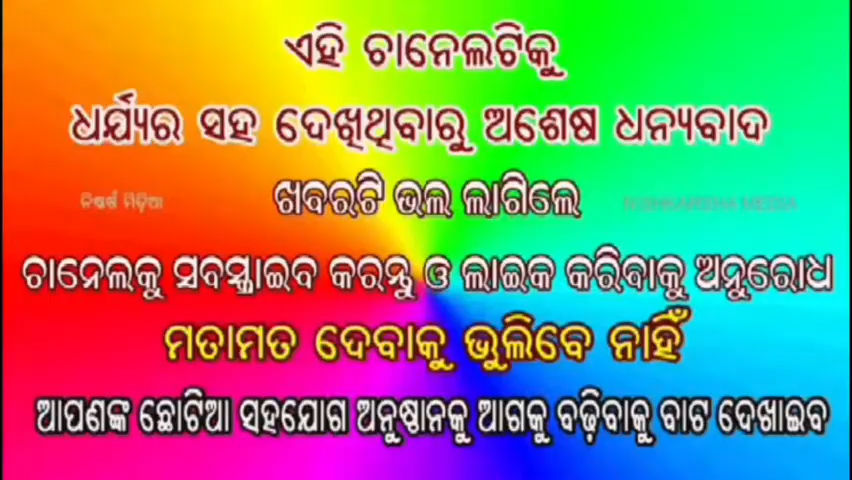 ଏହି ଚାନେଲଟିକୁ
ଧର୍ଯ୍ୟର ସହ ଦେଖିଥିବାରୁ ଅଶେଷ ଧନ୍ୟବାଦ
ଖବରଟି ଭଲ ଲାଗିଲେ
ଚାନେଲକୁ ସବସ୍କ୍ରାଇବ କରନ୍ତୁ ଓ ଲାଇକ କରିବାକୁ ଅନୁରୋଧ
ମତାମତ ଦେବାକୁ ଭୁଲିବେ ନାହିଁ
ଆପଣଙ୍କ ଛୋଟିଆ ସହଯୋଗ ଅନୁଷ୍ଠାନକୁ ଆଗକୁ ବଢ଼ିବାକୁ ବାଟ ଦେଖାଇବ